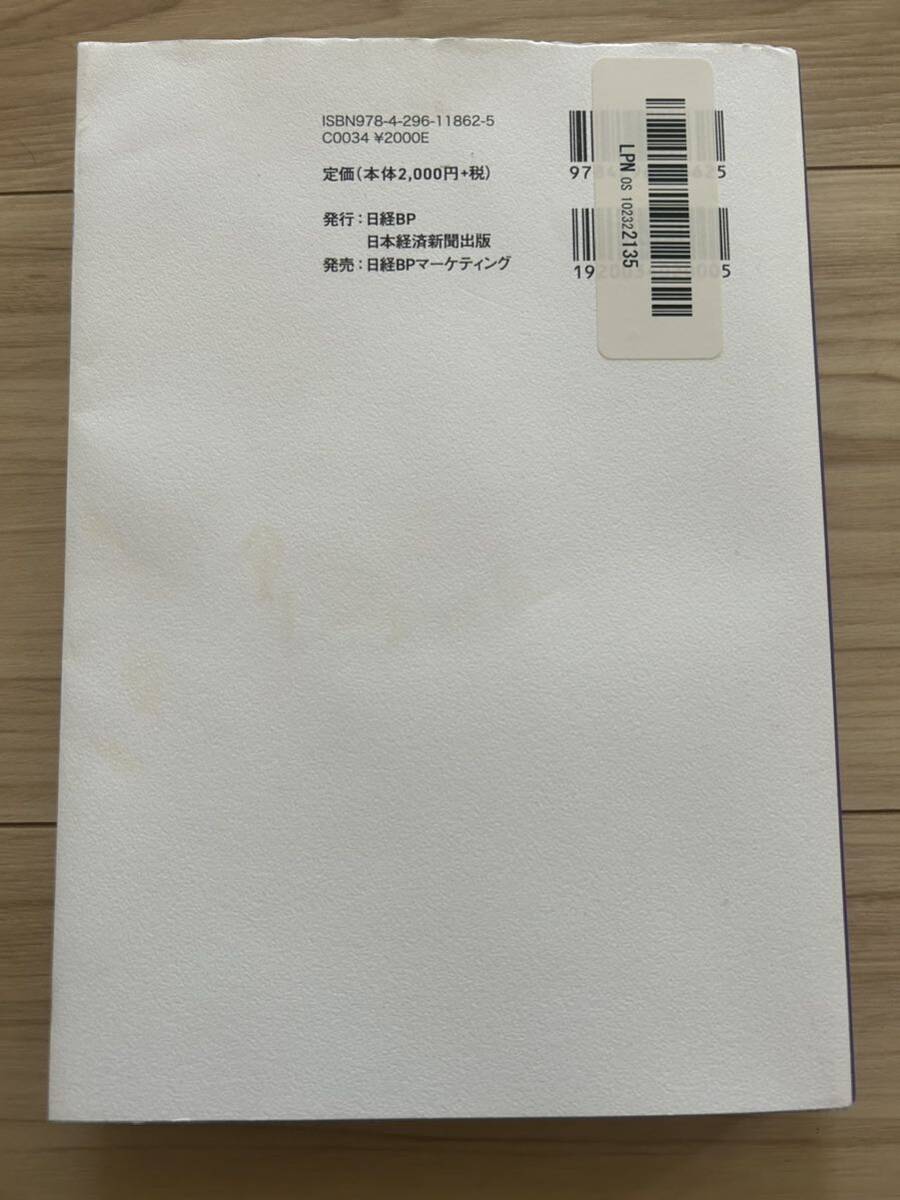 ISBN978-4-296-11862-5
C0034 ¥2000E
定価(本体2,000円+税)
発行:日経BP
日本経済新聞出版
発売:日経BPマーケティング
LPN OS 102322135